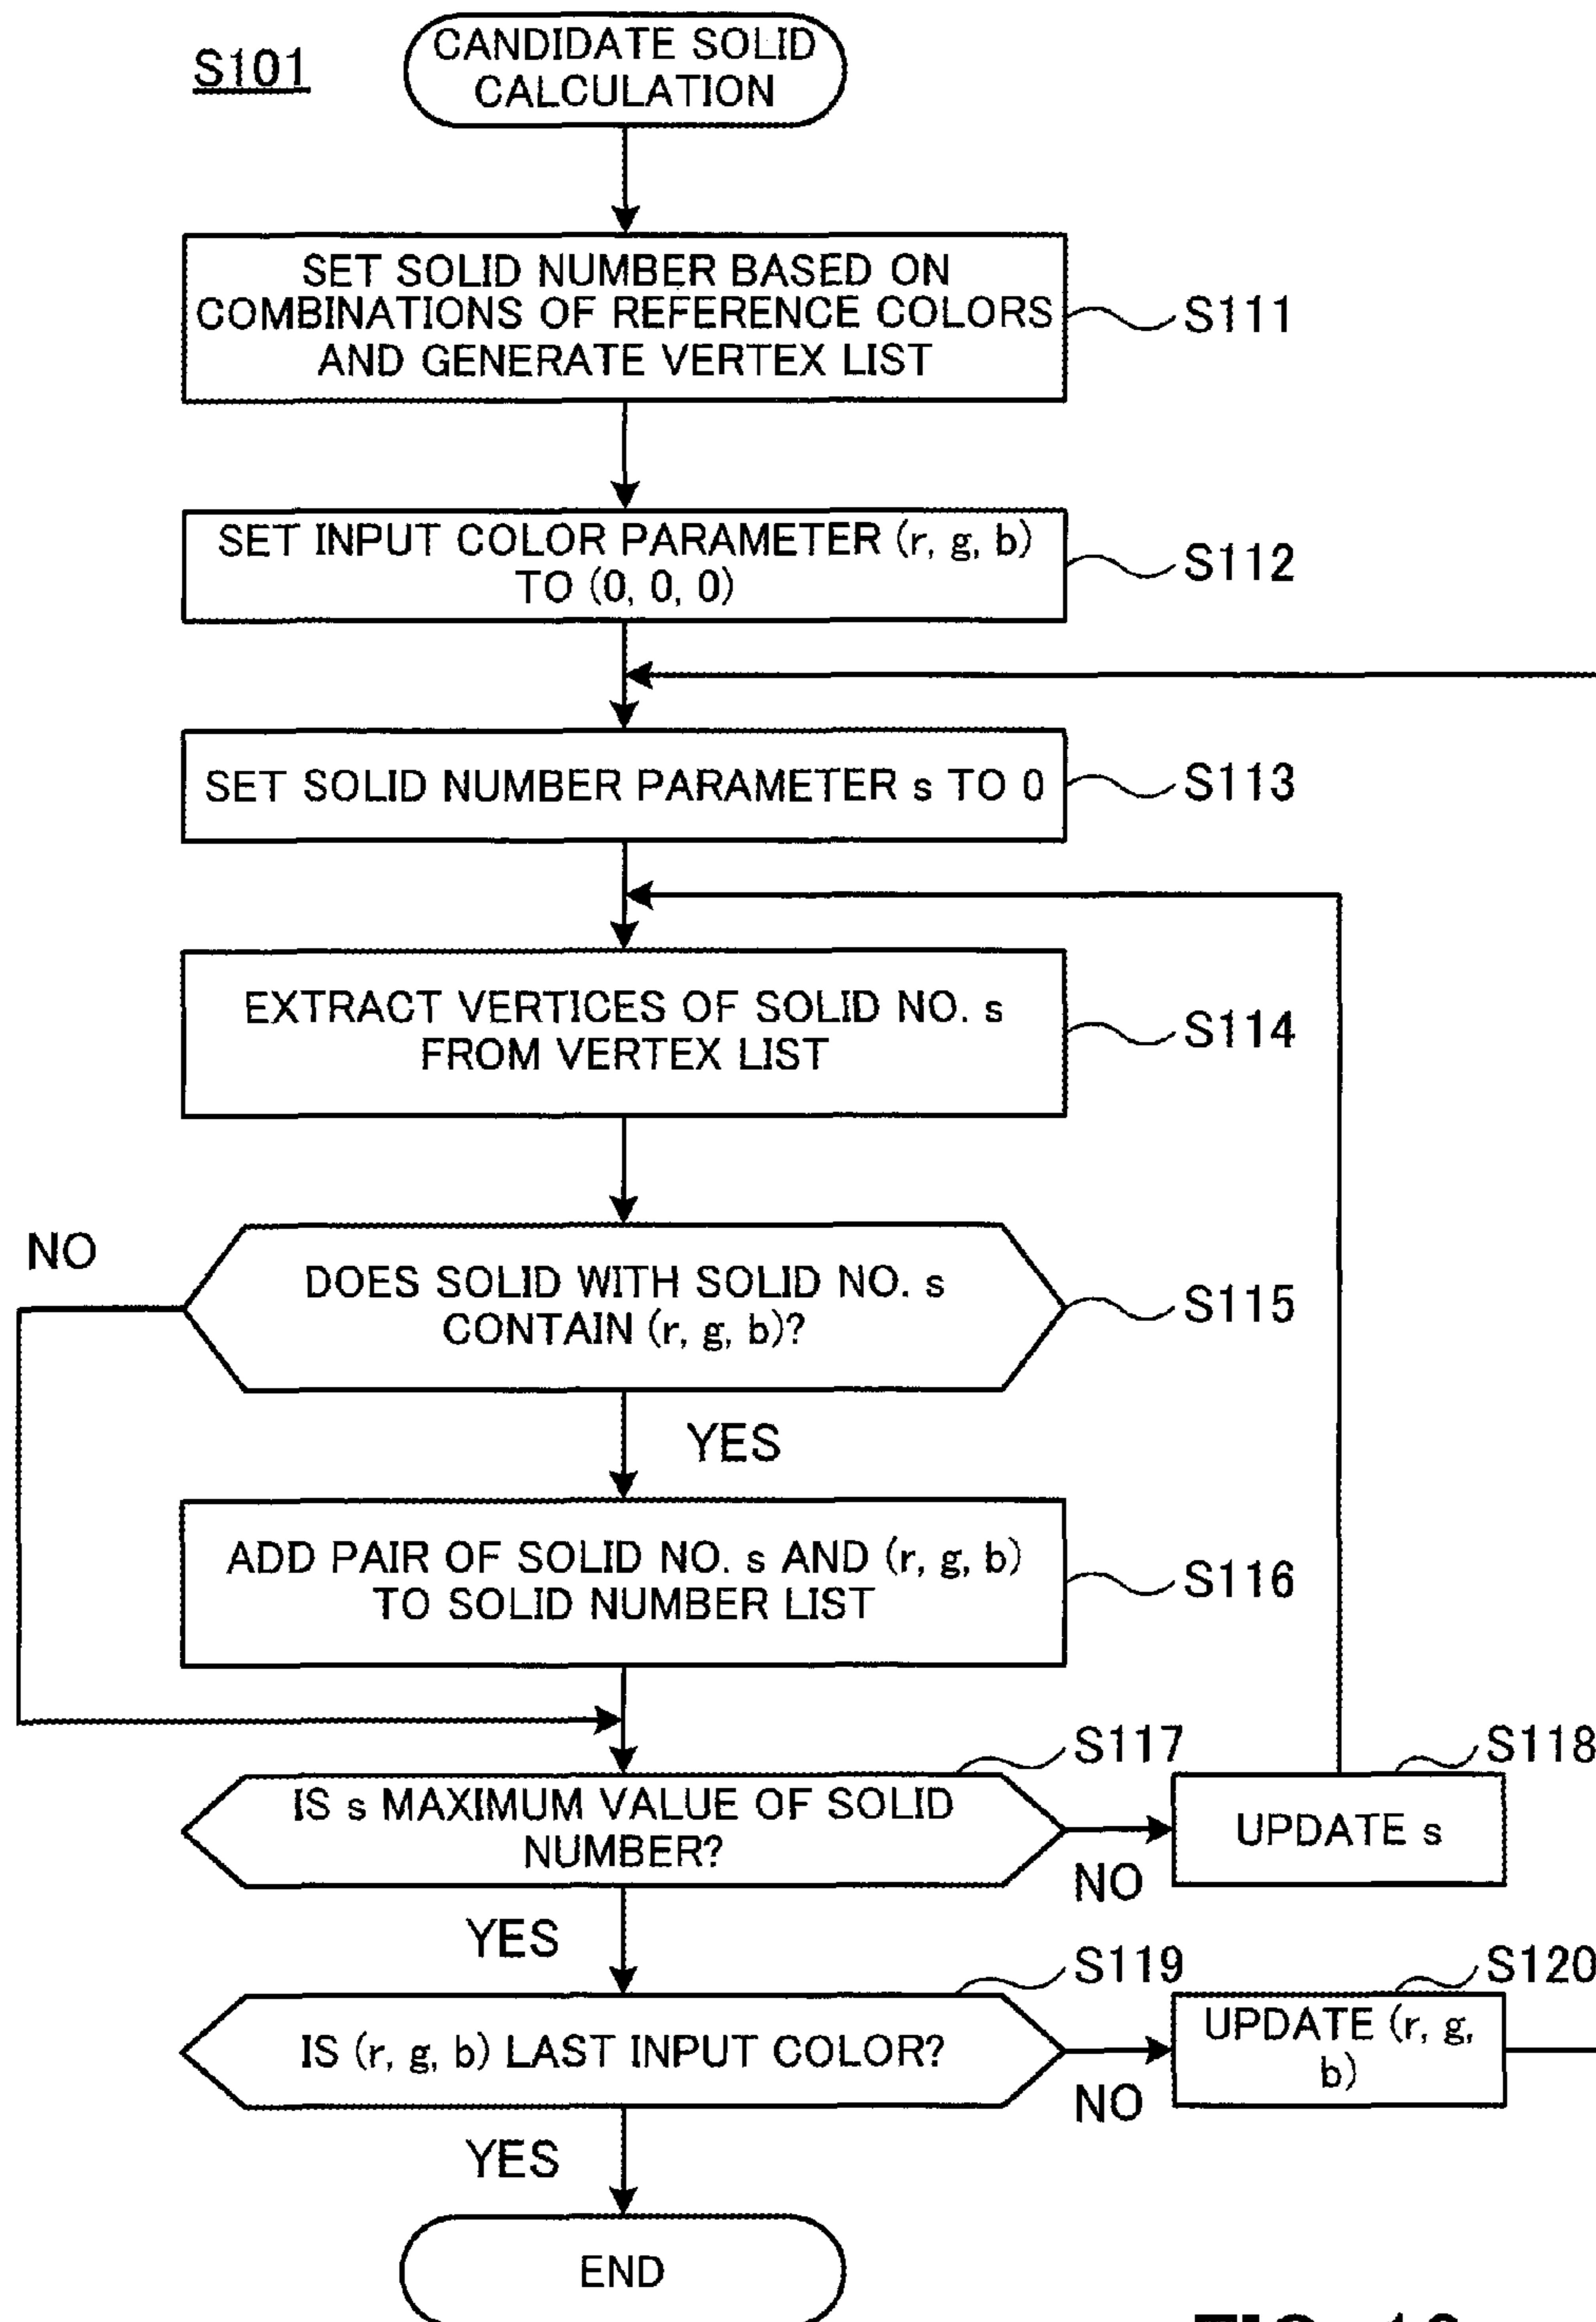 S101
CANDIDATE SOLID
CALCULATION
SET SOLID NUMBER BASED ON
COMBINATIONS OF REFERENCE COLORS
AND GENERATE VERTEX LIST
S111
SET INPUT COLOR PARAMETER (r, g, b)
TO (0, 0, 0)
S112
SET SOLID NUMBER PARAMETER s TO 0
S113
EXTRACT VERTICES OF SOLID NO. s
FROM VERTEX LIST
S114
NO
DOES SOLID WITH SOLID NO. s
CONTAIN (r, g, b)?
S115
YES
ADD PAIR OF SOLID NO. s AND (r, g, b)
TO SOLID NUMBER LIST
S116
S117
S118
IS s MAXIMUM VALUE OF SOLID
NUMBER?
NO
UPDATE s
YES
S119
S120
IS (r, g, b) LAST INPUT COLOR?
NO
UPDATE (r, g,
b)
YES
END